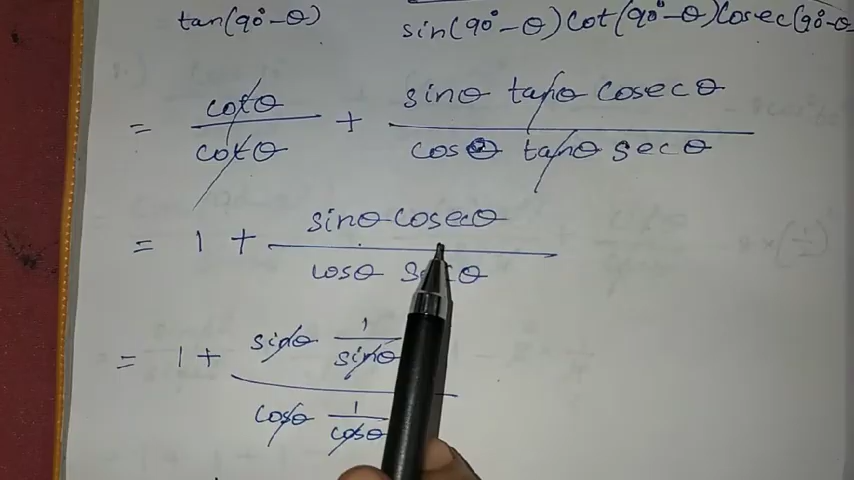 tan(90°-θ) sin(90°-θ) cot(90°-θ) cosec(90°-θ
= cotθ/cotθ + sinθ tanθ cosecθ / cosθ tanθ secθ
= 1 + sinθ cosecθ / cosθ secθ
= 1 + sinθ 1/sinθ / cosθ 1/cosθ